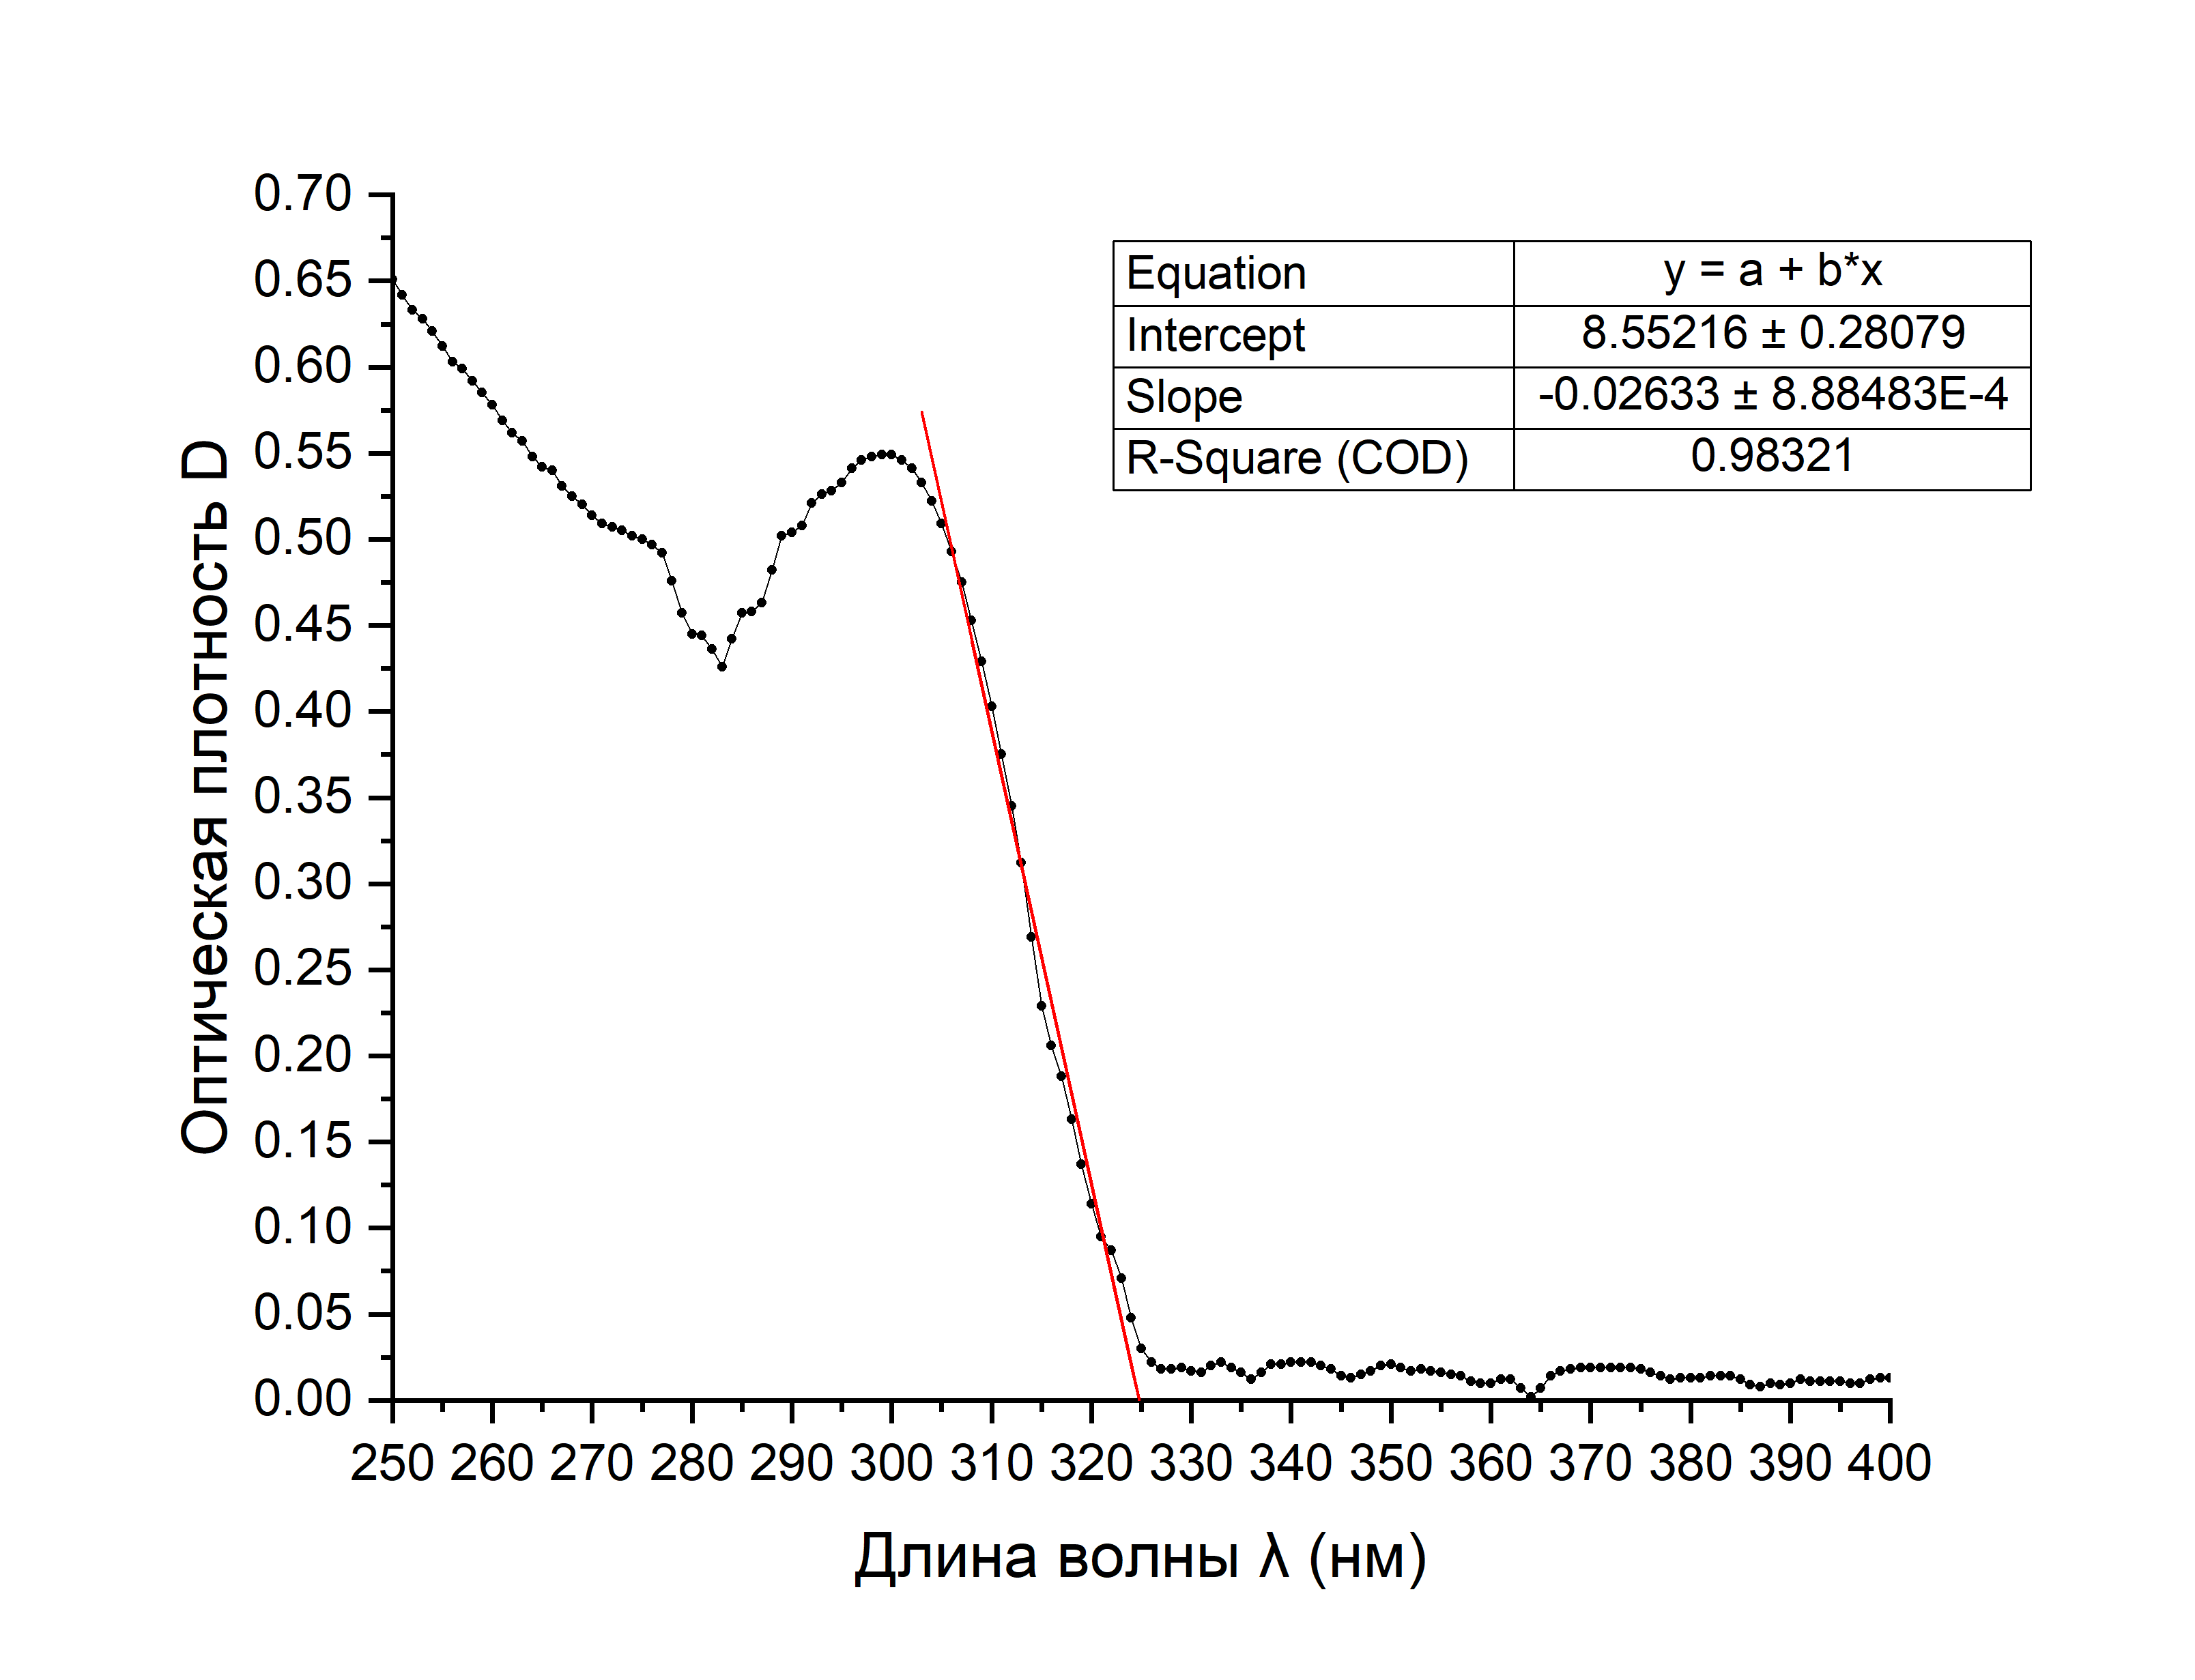 0.70
0.65
0.60
0.55
0.50
0.45
0.40
0.35
0.30
0.25
0.20
0.15
0.10
0.05
0.00
Оптическая плотность D
Equation y = a + b*x
Intercept 8.55216 ± 0.28079
Slope -0.02633 ± 8.88483E-4
R-Square (COD) 0.98321
250 260 270 280 290 300 310 320 330 340 350 360 370 380 390 400
Длина волны λ (нм)